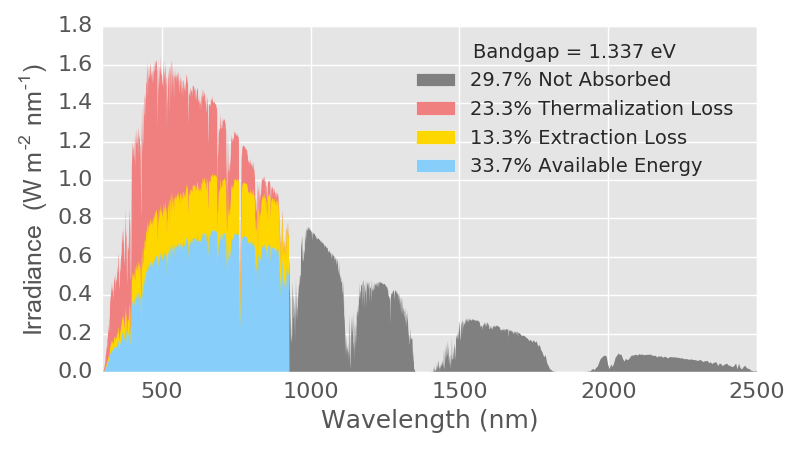 1.8
1.6
1.4
1.2
1.0
0.8
0.6
0.4
0.2
0.0
Irradiance (W m⁻² nm⁻¹)
Bandgap = 1.337 eV
29.7% Not Absorbed
23.3% Thermalization Loss
13.3% Extraction Loss
33.7% Available Energy
500 1000 1500 2000 2500
Wavelength (nm)